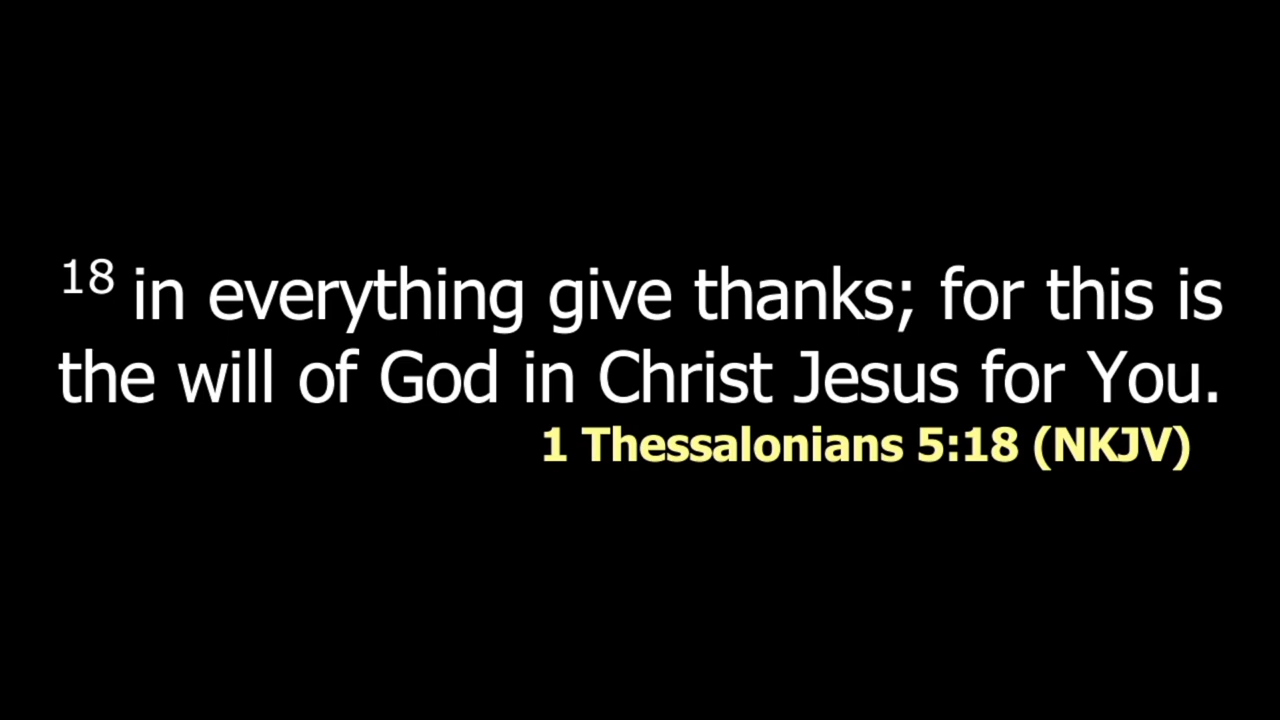 18 in everything give thanks; for this is
the will of God in Christ Jesus for You.
1 Thessalonians 5:18 (NKJV)